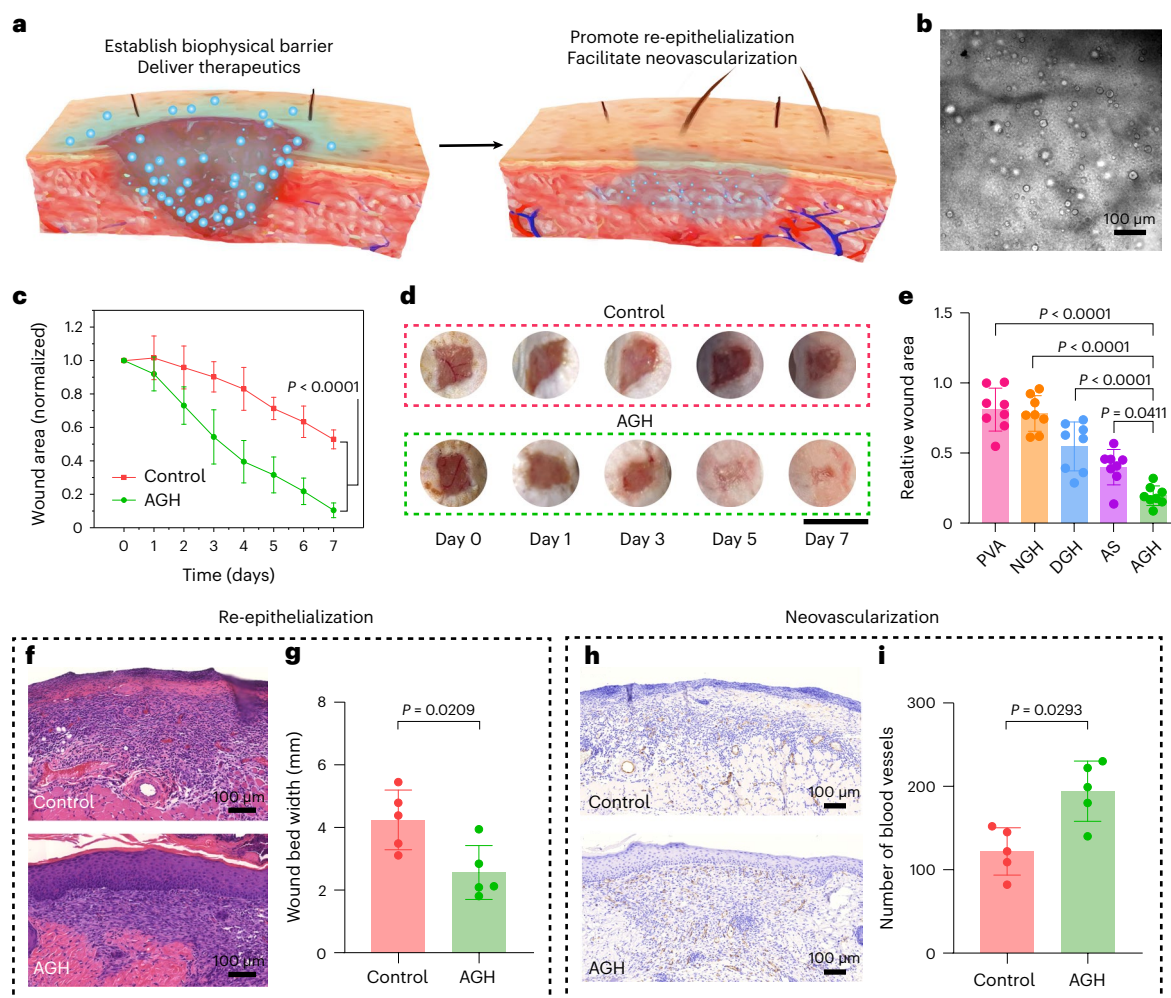 a
Establish biophysical barrier
Deliver therapeutics
Promote re-epithelialization
Facilitate neovascularization
b
100 µm
c
Wound area (normalized)
1.2
1.0
0.8
0.6
0.4
0.2
0
P < 0.0001
Control
AGH
0 1 2 3 4 5 6 7
Time (days)
d
Control
AGH
Day 0 Day 1 Day 3 Day 5 Day 7
e
Realtive wound area
1.5
1.0
0.5
0
P < 0.0001
P < 0.0001
P < 0.0001
P = 0.0411
PVA NGH DGH AS AGH
Re-epithelialization
f
Control
100 µm
AGH
100 µm
g
Wound bed width (mm)
8
6
4
2
0
P = 0.0209
Control AGH
Neovascularization
h
Control
100 µm
AGH
100 µm
i
Number of blood vessels
300
200
100
0
P = 0.0293
Control AGH